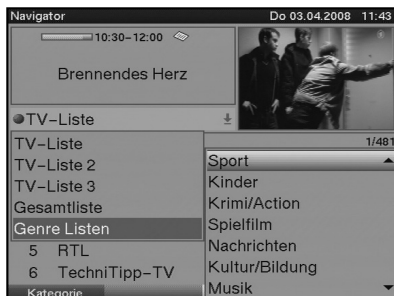 Navigator
Do 03.04.2008 11:43
10:30-12:00
Brennendes Herz
TV-Liste
1/481
TV-Liste
TV-Liste 2
TV-Liste 3
Gesamtliste
Genre Listen
5 RTL
6 TechniTipp-TV
Kategorie
Sport
Kinder
Krimi/Action
Spielfilm
Nachrichten
Kultur/Bildung
Musik